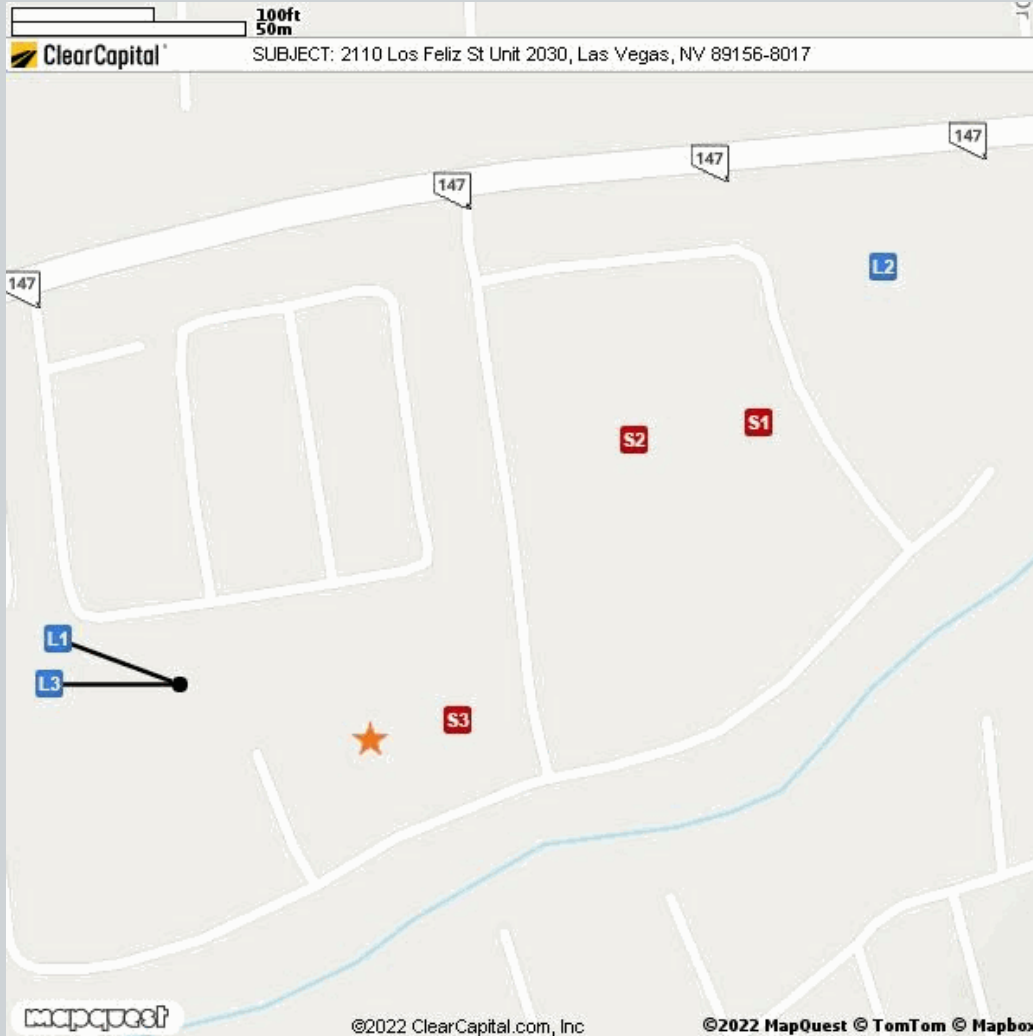 100ft
50m
ClearCapital
SUBJECT: 2110 Los Feliz St Unit 2030, Las Vegas, NV 89156-8017
147
147
147
147
L2
S1
S2
L1
L3
S3
mapquest
©2022 ClearCapital.com, Inc
©2022 MapQuest © TomTom © Mapbox